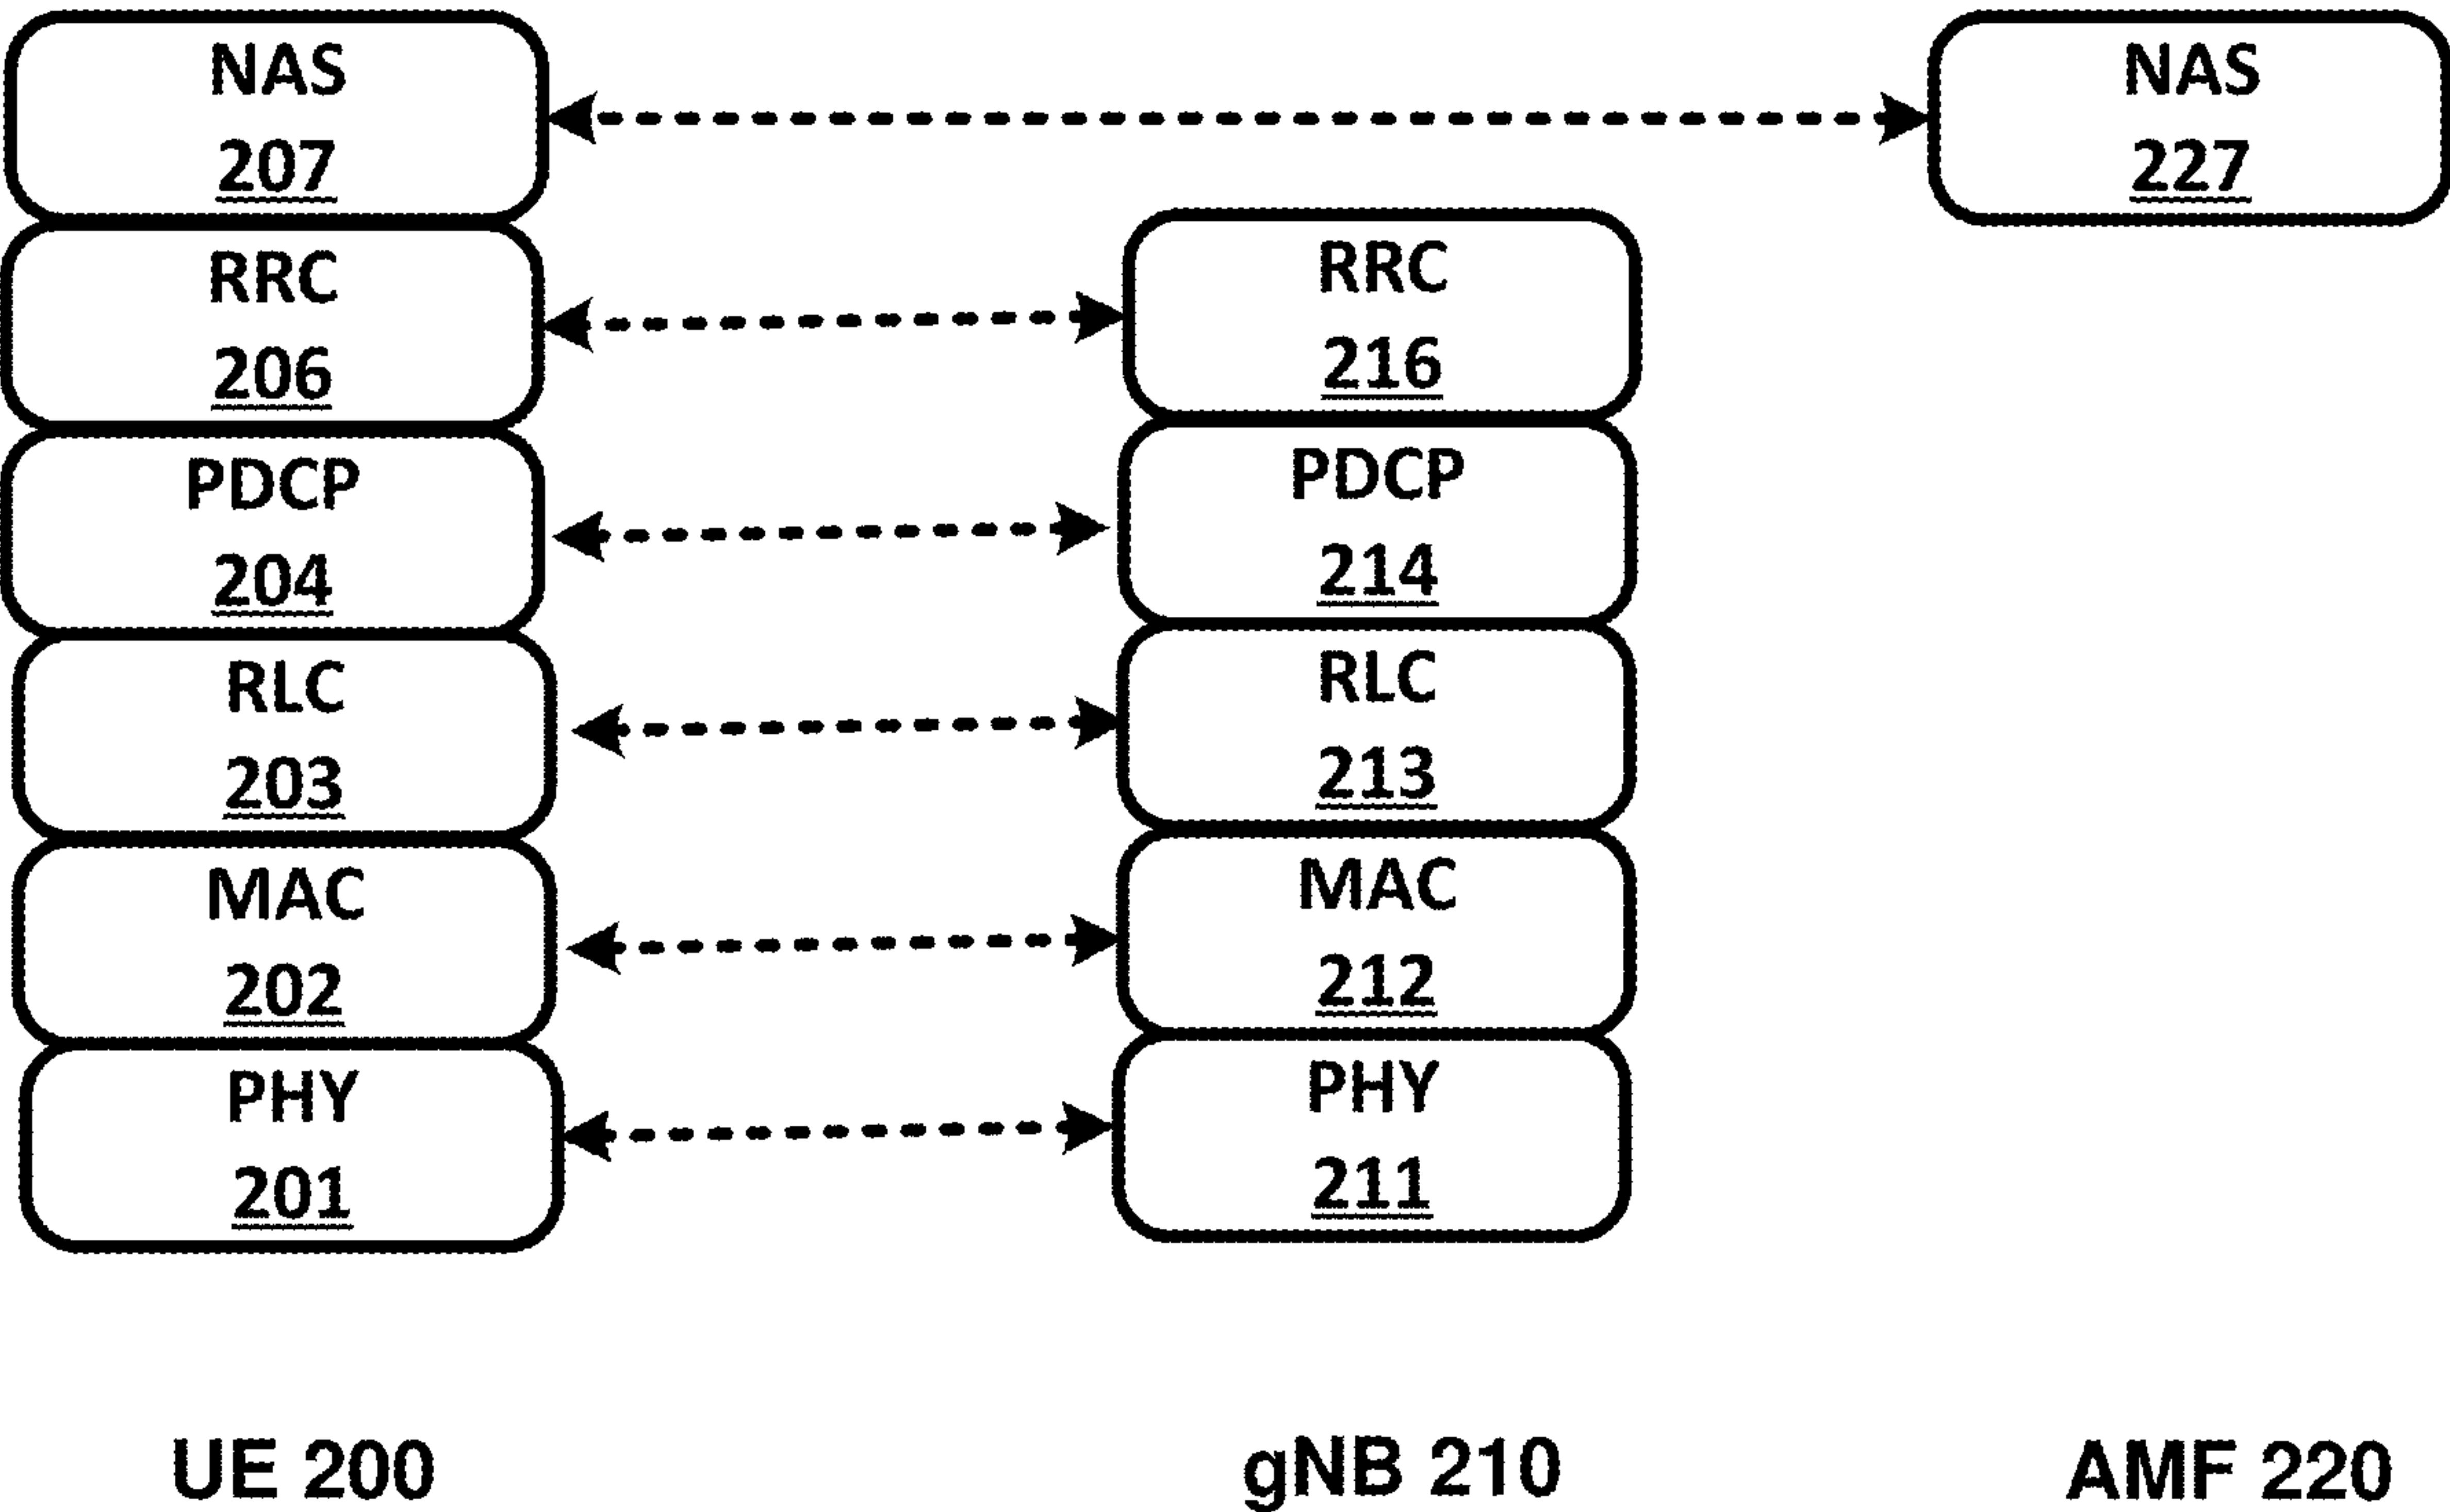 NAS
207
NAS
227
RRC
206
RRC
216
PDCP
204
PDCP
214
RLC
203
RLC
213
MAC
202
MAC
212
PHY
201
PHY
211
UE 200
gNB 210
AMF 220